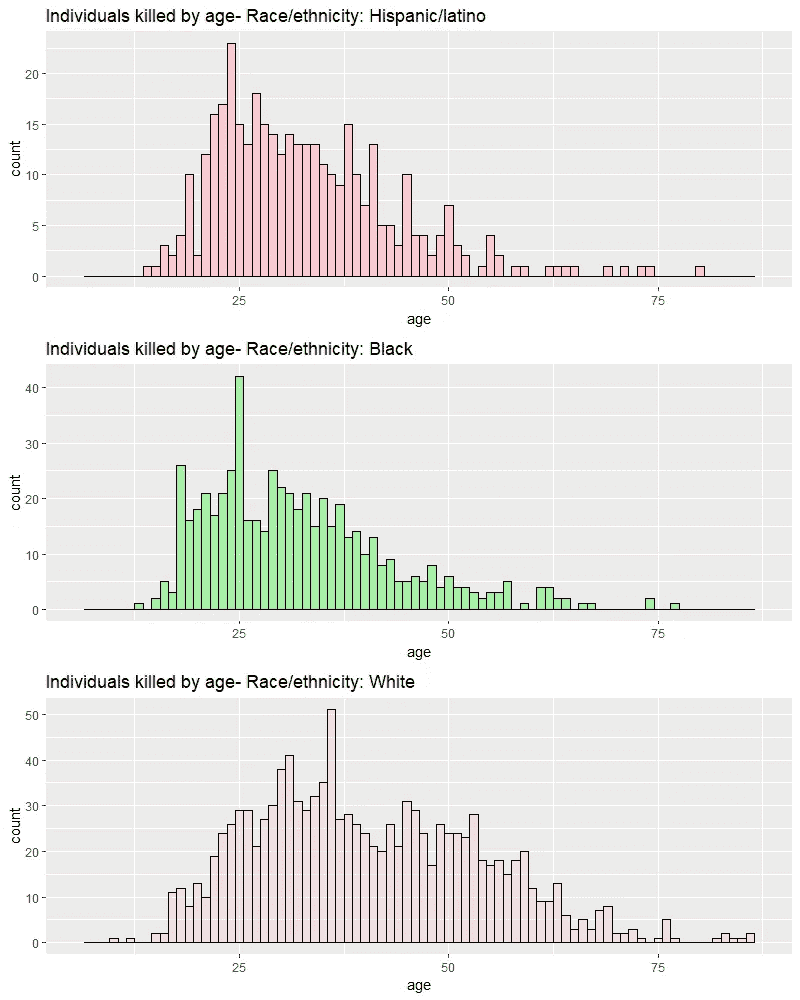 Individuals killed by age- Race/ethnicity: Hispanic/latino
20
15
10
5
0
count
25 50 75
age
Individuals killed by age- Race/ethnicity: Black
40
30
20
10
0
count
25 50 75
age
Individuals killed by age- Race/ethnicity: White
50
40
30
20
10
0
count
25 50 75
age